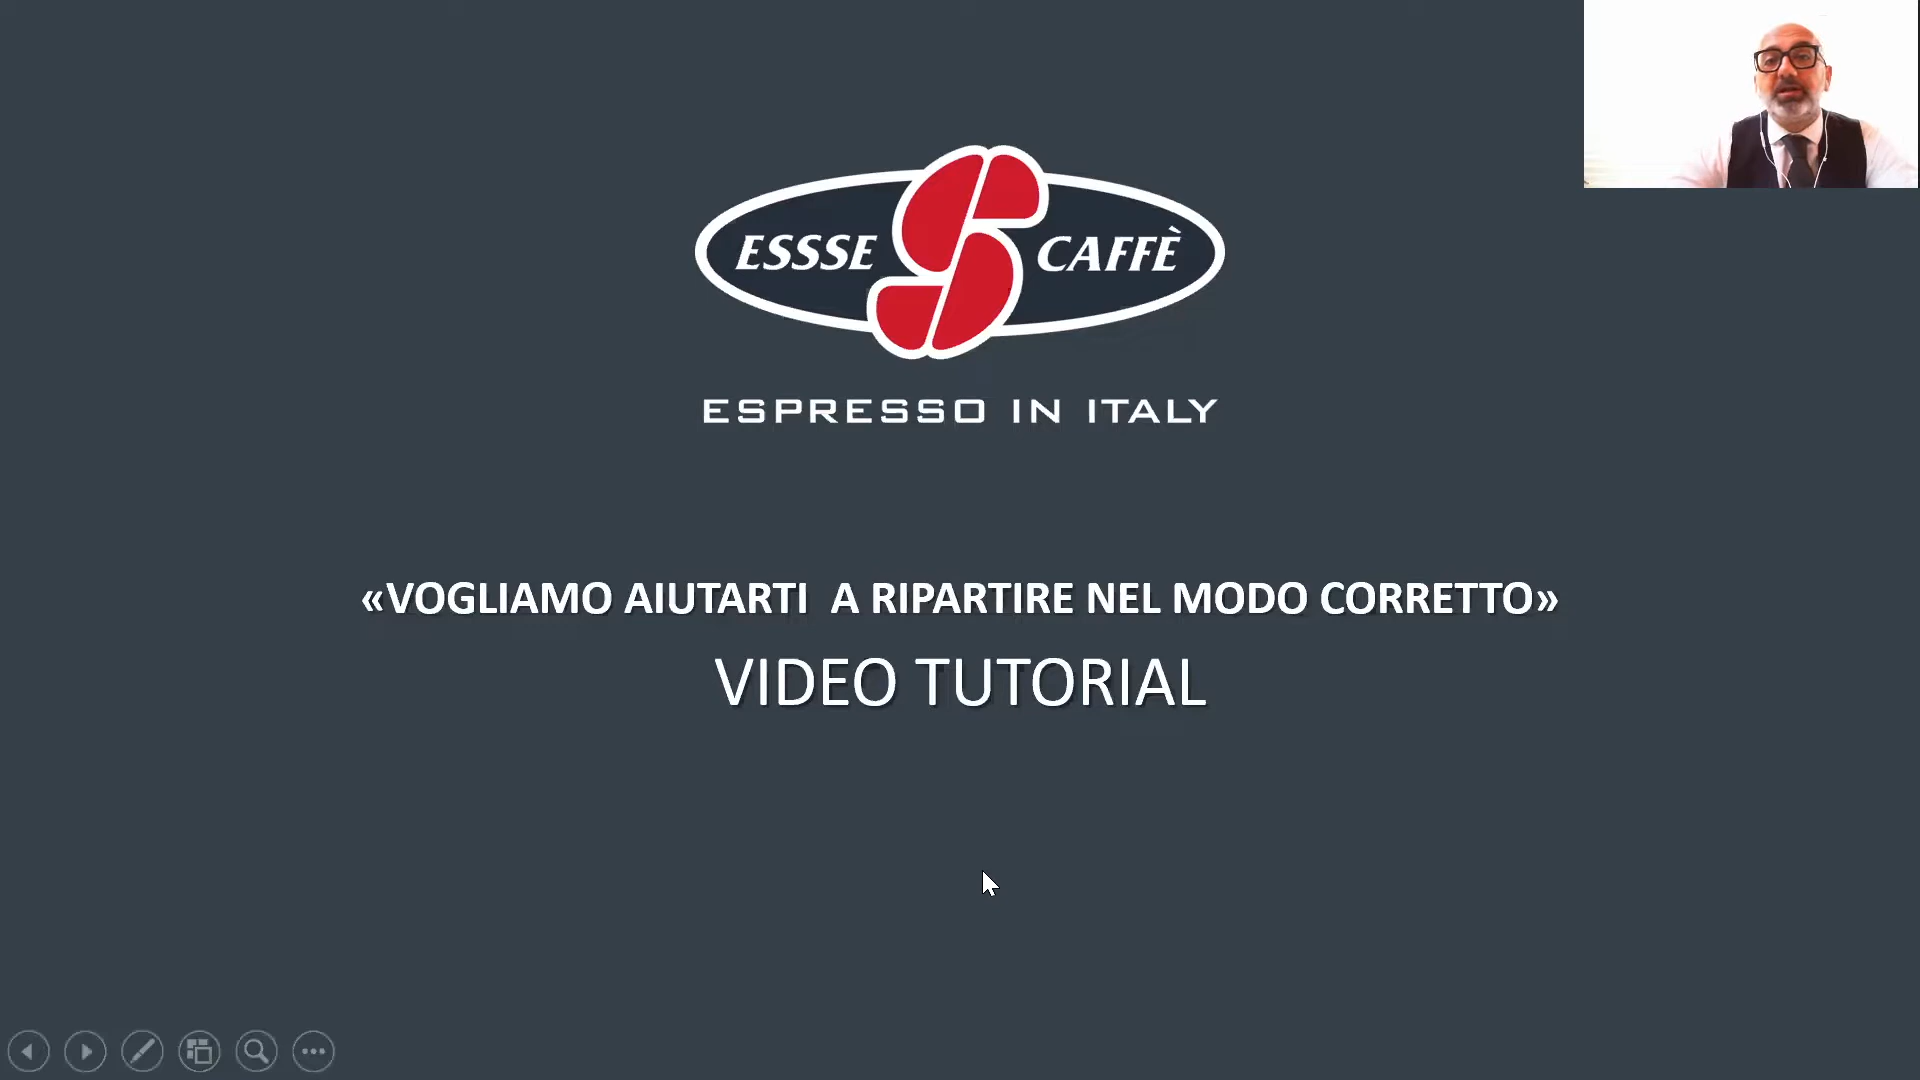 ESSSE CAFFÈ
ESPRESSO IN ITALY
«VOGLIAMO AIUTARTI A RIPARTIRE NEL MODO CORRETTO»
VIDEO TUTORIAL